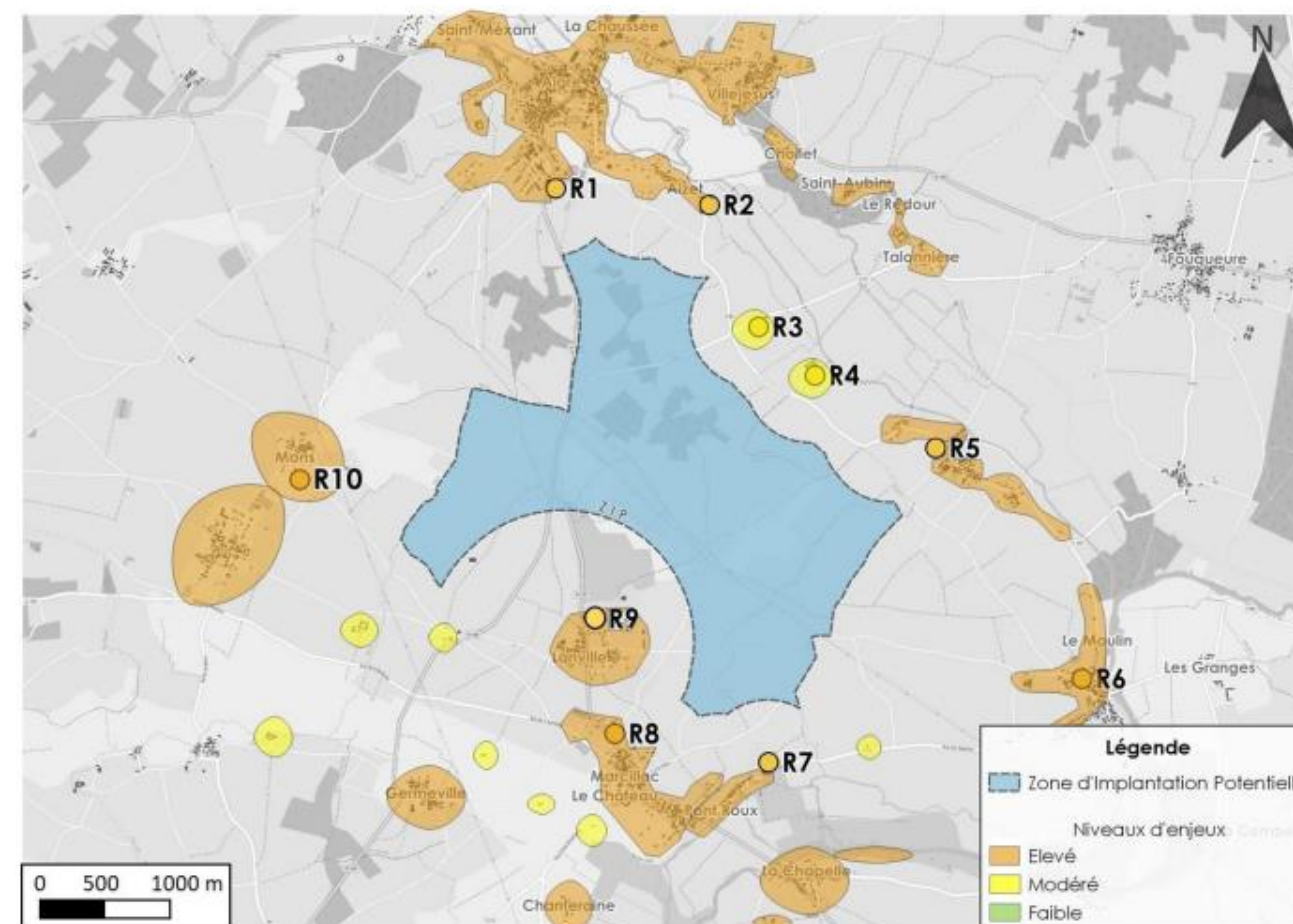 Saint-Méxant
La Chaussée
N
Villejésus
Chollet
Aizet
Saint-Aubin
R1
R2
Le Redour
Talonnière
Fouqueure
R3
R4
Mons
R5
R10
Z I P
R9
Lanville
Le Moulin
Les Granges
R6
R8
Légende
R7
Marcillac
Zone d'Implantation Potentiell
Germeville
Le Château
Pont Roux
Niveaux d'enjeux
Elevé
La Chapelle
Modéré
0 500 1000 m
Chanteraine
Faible